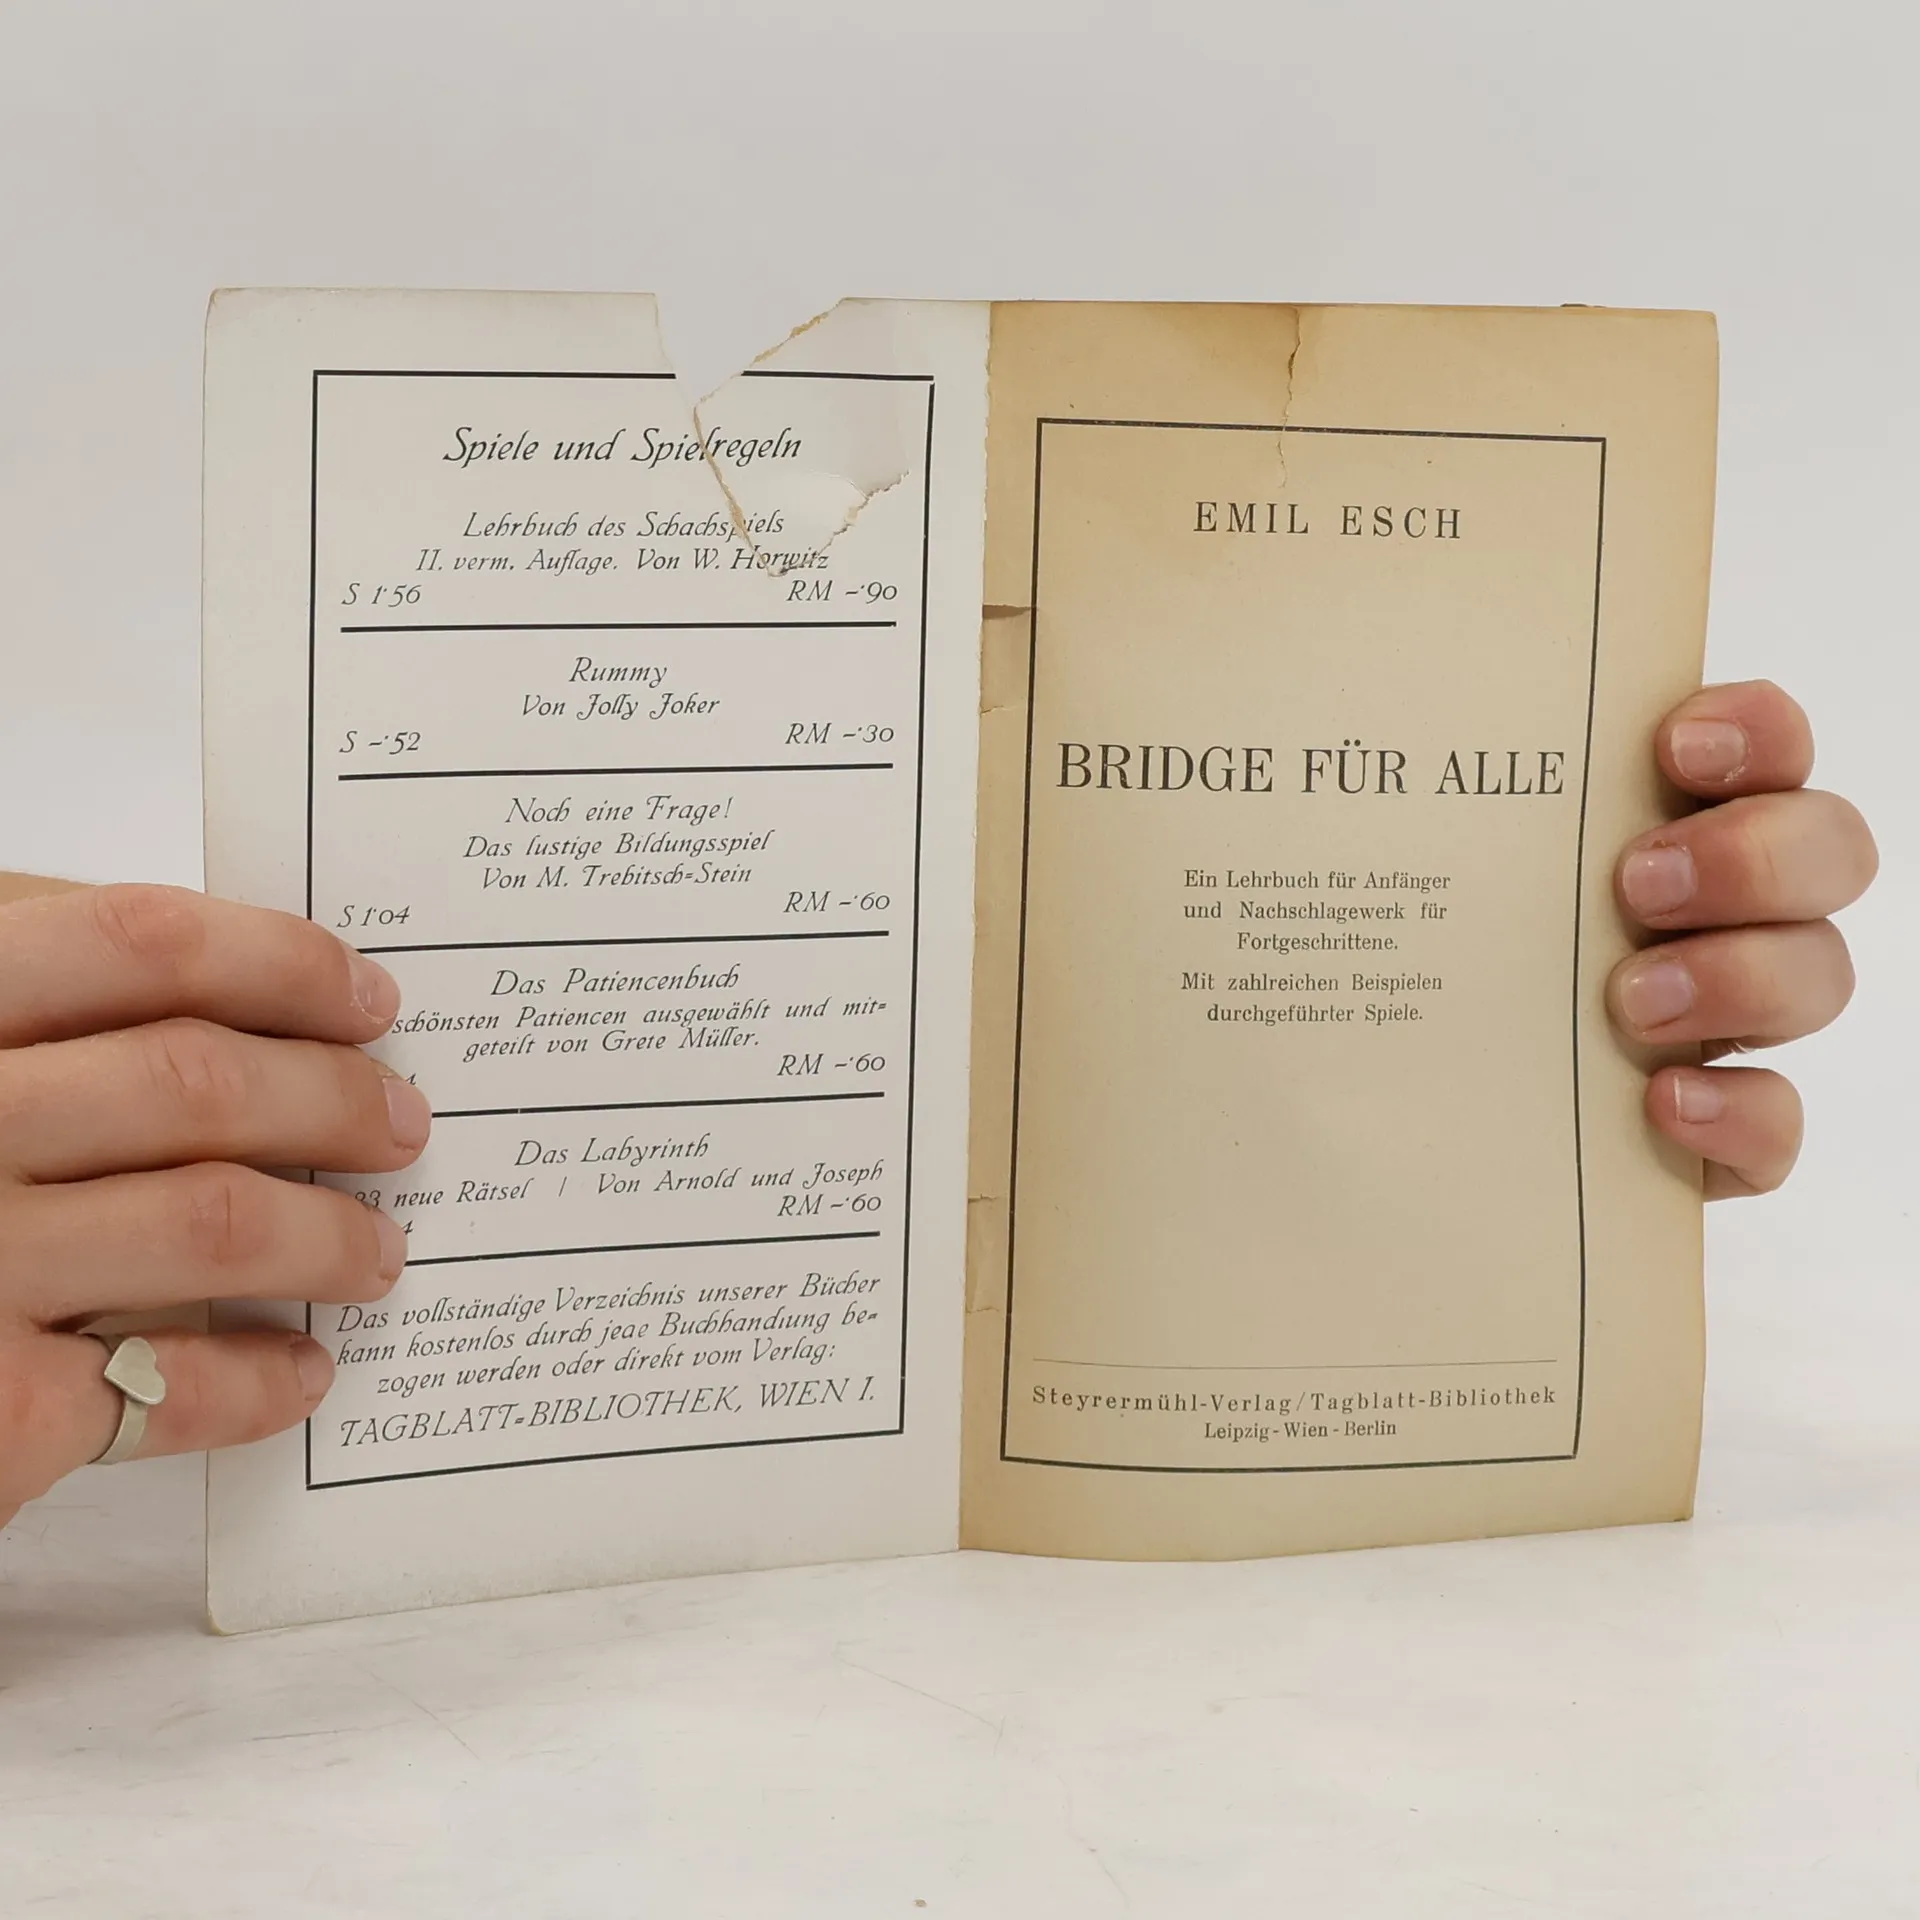 Spiele und Spielregeln
Lehrbuch des Schachspiels
II. verm. Auflage. Von W. Horwitz
S 1·56 RM –·90
Rummy
Von Jolly Joker
S –·52 RM –·30
Noch eine Frage!
Das lustige Bildungsspiel
Von M. Trebitsch-Stein
S 1·04 RM –·60
Das Patiencenbuch
schönsten Patiencen ausgewählt und mit-
geteilt von Grete Müller.
RM –·60
Das Labyrinth
neue Rätsel / Von Arnold und Joseph
RM –·60
Das vollständige Verzeichnis unserer Bücher
kann kostenlos durch jede Buchhandlung be-
zogen werden oder direkt vom Verlag:
TAGBLATT-BIBLIOTHEK, WIEN I.
EMIL ESCH
BRIDGE FÜR ALLE
Ein Lehrbuch für Anfänger
und Nachschlagewerk für
Fortgeschrittene.
Mit zahlreichen Beispielen
durchgeführter Spiele.
Steyrermühl-Verlag/Tagblatt-Bibliothek
Leipzig - Wien - Berlin